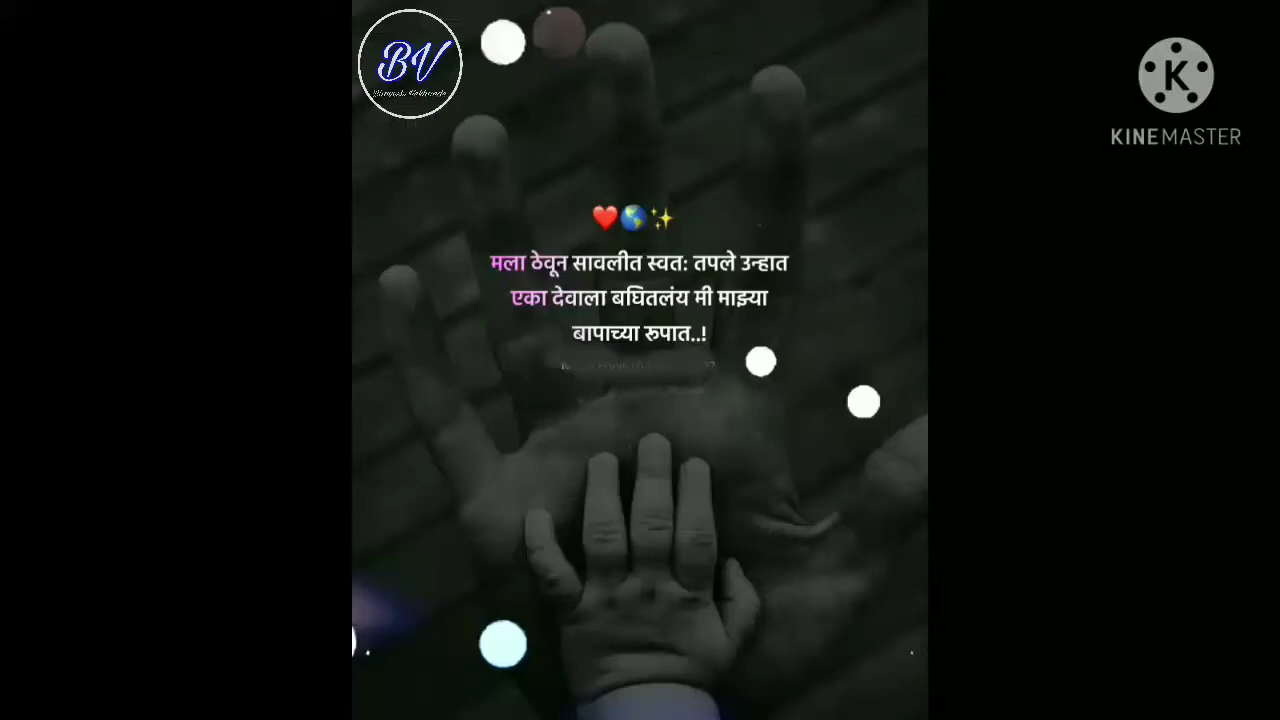 BV
KINEMASTER
❤️🌎✨
मला ठेवून सावलीत स्वत: तपले उन्हात
एका देवाला बघितलंय मी माझ्या
बापाच्या रूपात..!